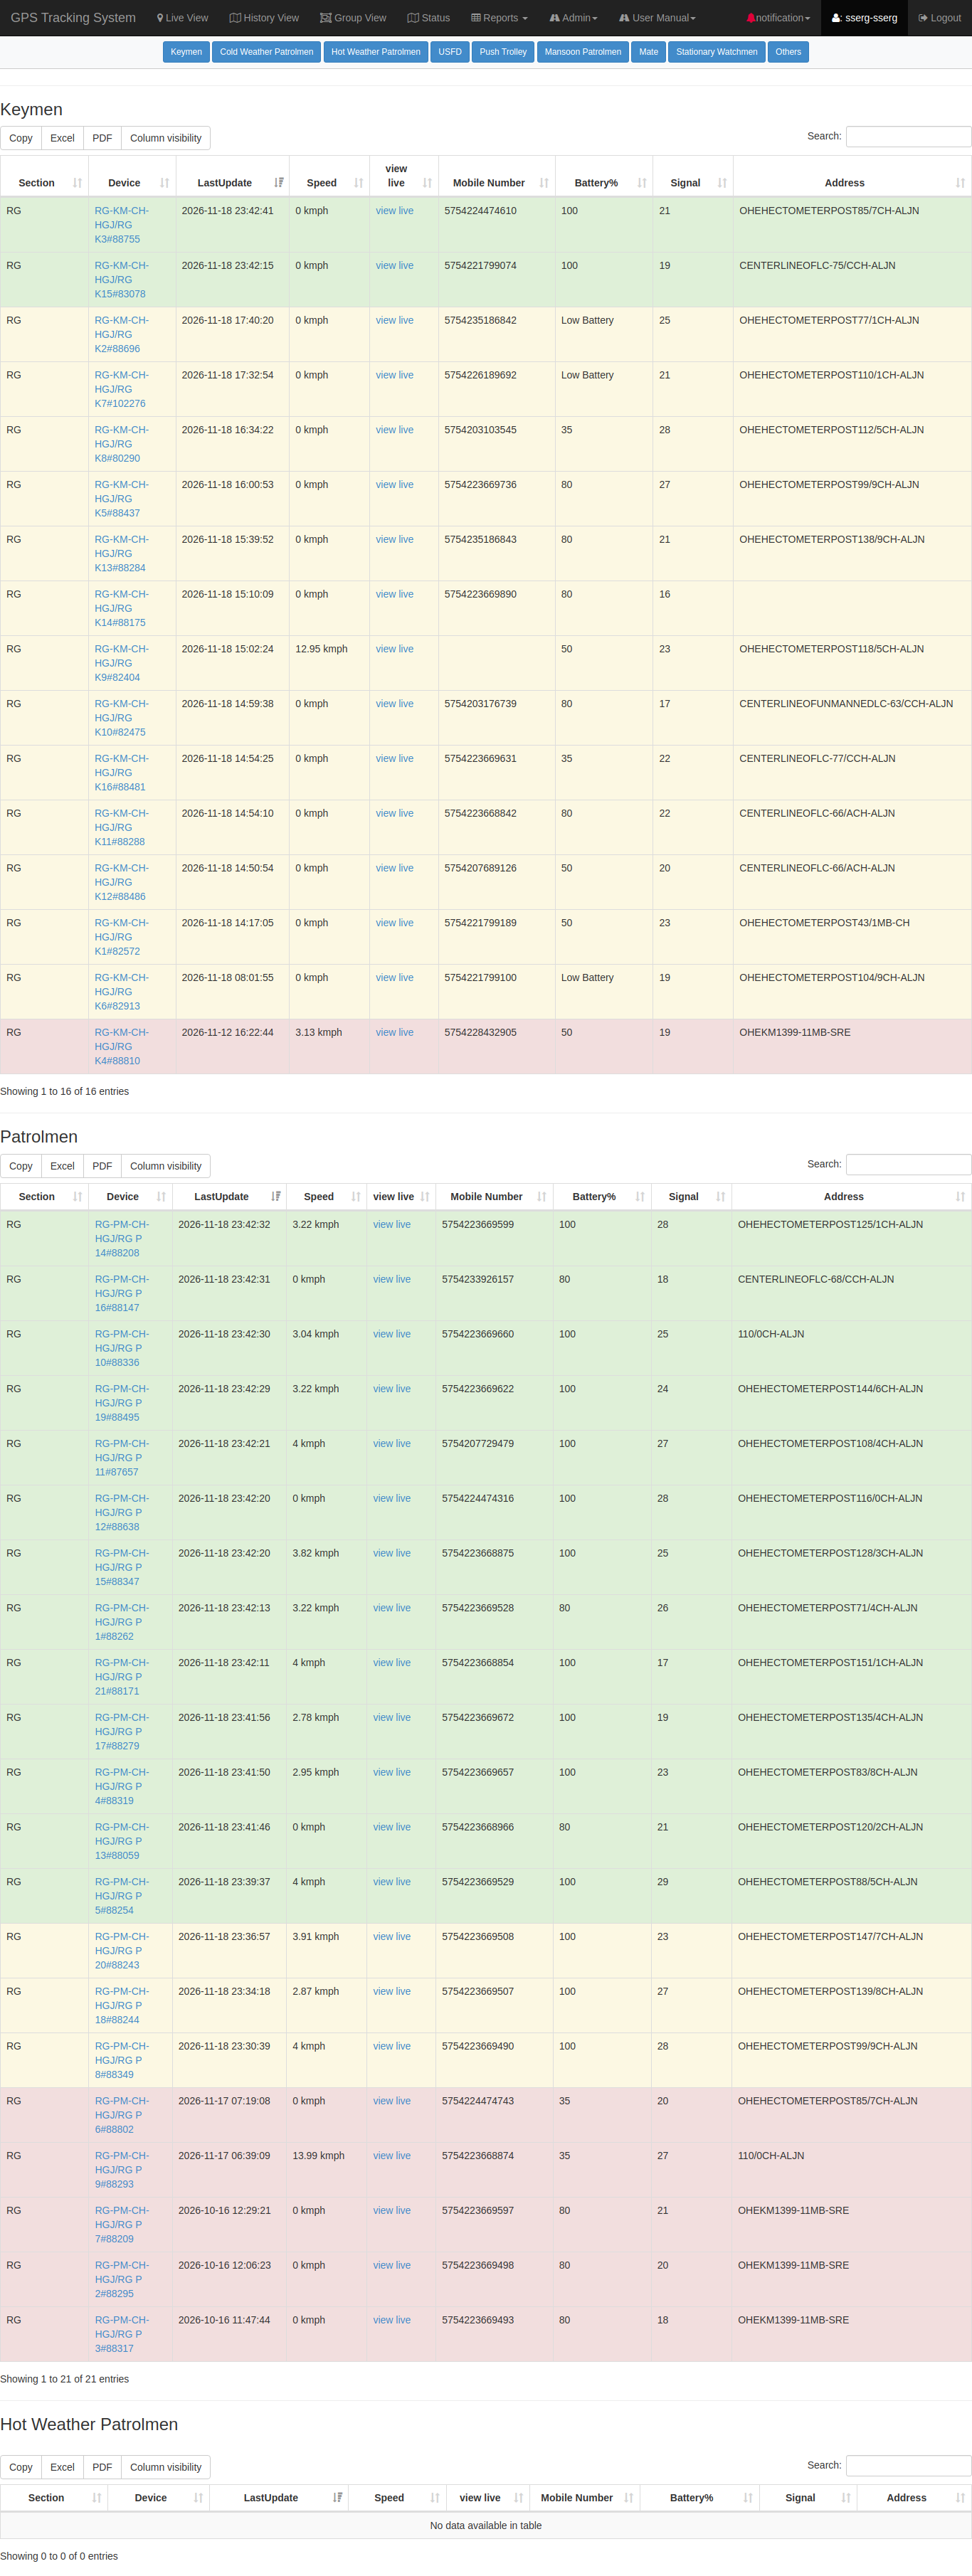 GPS Tracking System Live View History View Group View Status Reports Admin User Manual notification : sserg-sserg Logout
Keymen Cold Weather Patrolmen Hot Weather Patrolmen USFD Push Trolley Mansoon Patrolmen Mate Stationary Watchmen Others
Keymen
Copy Excel PDF Column visibility Search:
Section Device LastUpdate Speed view live Mobile Number Battery% Signal Address
RG RG-KM-CH-HGJ/RG K3#88755 2026-11-18 23:42:41 0 kmph view live 5754224474610 100 21 OHEHECTOMETERPOST85/7CH-ALJN
RG RG-KM-CH-HGJ/RG K15#83078 2026-11-18 23:42:15 0 kmph view live 5754221799074 100 19 CENTERLINEOFLC-75/CCH-ALJN
RG RG-KM-CH-HGJ/RG K2#88696 2026-11-18 17:40:20 0 kmph view live 5754235186842 Low Battery 25 OHEHECTOMETERPOST77/1CH-ALJN
RG RG-KM-CH-HGJ/RG K7#102276 2026-11-18 17:32:54 0 kmph view live 5754226189692 Low Battery 21 OHEHECTOMETERPOST110/1CH-ALJN
RG RG-KM-CH-HGJ/RG K8#80290 2026-11-18 16:34:22 0 kmph view live 5754203103545 35 28 OHEHECTOMETERPOST112/5CH-ALJN
RG RG-KM-CH-HGJ/RG K5#88437 2026-11-18 16:00:53 0 kmph view live 5754223669736 80 27 OHEHECTOMETERPOST99/9CH-ALJN
RG RG-KM-CH-HGJ/RG K13#88284 2026-11-18 15:39:52 0 kmph view live 5754235186843 80 21 OHEHECTOMETERPOST138/9CH-ALJN
RG RG-KM-CH-HGJ/RG K14#88175 2026-11-18 15:10:09 0 kmph view live 5754223669890 80 16
RG RG-KM-CH-HGJ/RG K9#82404 2026-11-18 15:02:24 12.95 kmph view live 50 23 OHEHECTOMETERPOST118/5CH-ALJN
RG RG-KM-CH-HGJ/RG K10#82475 2026-11-18 14:59:38 0 kmph view live 5754203176739 80 17 CENTERLINEOFUNMANNEDLC-63/CCH-ALJN
RG RG-KM-CH-HGJ/RG K16#88481 2026-11-18 14:54:25 0 kmph view live 5754223669631 35 22 CENTERLINEOFLC-77/CCH-ALJN
RG RG-KM-CH-HGJ/RG K11#88288 2026-11-18 14:54:10 0 kmph view live 5754223668842 80 22 CENTERLINEOFLC-66/ACH-ALJN
RG RG-KM-CH-HGJ/RG K12#88486 2026-11-18 14:50:54 0 kmph view live 5754207689126 50 20 CENTERLINEOFLC-66/ACH-ALJN
RG RG-KM-CH-HGJ/RG K1#82572 2026-11-18 14:17:05 0 kmph view live 5754221799189 50 23 OHEHECTOMETERPOST43/1MB-CH
RG RG-KM-CH-HGJ/RG K6#82913 2026-11-18 08:01:55 0 kmph view live 5754221799100 Low Battery 19 OHEHECTOMETERPOST104/9CH-ALJN
RG RG-KM-CH-HGJ/RG K4#88810 2026-11-12 16:22:44 3.13 kmph view live 5754228432905 50 19 OHEKM1399-11MB-SRE
Showing 1 to 16 of 16 entries
Patrolmen
Copy Excel PDF Column visibility Search:
Section Device LastUpdate Speed view live Mobile Number Battery% Signal Address
RG RG-PM-CH-HGJ/RG P 14#88208 2026-11-18 23:42:32 3.22 kmph view live 5754223669599 100 28 OHEHECTOMETERPOST125/1CH-ALJN
RG RG-PM-CH-HGJ/RG P 16#88147 2026-11-18 23:42:31 0 kmph view live 5754233926157 80 18 CENTERLINEOFLC-68/CCH-ALJN
RG RG-PM-CH-HGJ/RG P 10#88336 2026-11-18 23:42:30 3.04 kmph view live 5754223669660 100 25 110/0CH-ALJN
RG RG-PM-CH-HGJ/RG P 19#88495 2026-11-18 23:42:29 3.22 kmph view live 5754223669622 100 24 OHEHECTOMETERPOST144/6CH-ALJN
RG RG-PM-CH-HGJ/RG P 11#87657 2026-11-18 23:42:21 4 kmph view live 5754207729479 100 27 OHEHECTOMETERPOST108/4CH-ALJN
RG RG-PM-CH-HGJ/RG P 12#88638 2026-11-18 23:42:20 0 kmph view live 5754224474316 100 28 OHEHECTOMETERPOST116/0CH-ALJN
RG RG-PM-CH-HGJ/RG P 15#88347 2026-11-18 23:42:20 3.82 kmph view live 5754223668875 100 25 OHEHECTOMETERPOST128/3CH-ALJN
RG RG-PM-CH-HGJ/RG P 1#88262 2026-11-18 23:42:13 3.22 kmph view live 5754223669528 80 26 OHEHECTOMETERPOST71/4CH-ALJN
RG RG-PM-CH-HGJ/RG P 21#88171 2026-11-18 23:42:11 4 kmph view live 5754223668854 100 17 OHEHECTOMETERPOST151/1CH-ALJN
RG RG-PM-CH-HGJ/RG P 17#88279 2026-11-18 23:41:56 2.78 kmph view live 5754223669672 100 19 OHEHECTOMETERPOST135/4CH-ALJN
RG RG-PM-CH-HGJ/RG P 4#88319 2026-11-18 23:41:50 2.95 kmph view live 5754223669657 100 23 OHEHECTOMETERPOST83/8CH-ALJN
RG RG-PM-CH-HGJ/RG P 13#88059 2026-11-18 23:41:46 0 kmph view live 5754223668966 80 21 OHEHECTOMETERPOST120/2CH-ALJN
RG RG-PM-CH-HGJ/RG P 5#88254 2026-11-18 23:39:37 4 kmph view live 5754223669529 100 29 OHEHECTOMETERPOST88/5CH-ALJN
RG RG-PM-CH-HGJ/RG P 20#88243 2026-11-18 23:36:57 3.91 kmph view live 5754223669508 100 23 OHEHECTOMETERPOST147/7CH-ALJN
RG RG-PM-CH-HGJ/RG P 18#88244 2026-11-18 23:34:18 2.87 kmph view live 5754223669507 100 27 OHEHECTOMETERPOST139/8CH-ALJN
RG RG-PM-CH-HGJ/RG P 8#88349 2026-11-18 23:30:39 4 kmph view live 5754223669490 100 28 OHEHECTOMETERPOST99/9CH-ALJN
RG RG-PM-CH-HGJ/RG P 6#88802 2026-11-17 07:19:08 0 kmph view live 5754224474743 35 20 OHEHECTOMETERPOST85/7CH-ALJN
RG RG-PM-CH-HGJ/RG P 9#88293 2026-11-17 06:39:09 13.99 kmph view live 5754223668874 35 27 110/0CH-ALJN
RG RG-PM-CH-HGJ/RG P 7#88209 2026-10-16 12:29:21 0 kmph view live 5754223669597 80 21 OHEKM1399-11MB-SRE
RG RG-PM-CH-HGJ/RG P 2#88295 2026-10-16 12:06:23 0 kmph view live 5754223669498 80 20 OHEKM1399-11MB-SRE
RG RG-PM-CH-HGJ/RG P 3#88317 2026-10-16 11:47:44 0 kmph view live 5754223669493 80 18 OHEKM1399-11MB-SRE
Showing 1 to 21 of 21 entries
Hot Weather Patrolmen
Copy Excel PDF Column visibility Search:
Section Device LastUpdate Speed view live Mobile Number Battery% Signal Address
No data available in table
Showing 0 to 0 of 0 entries